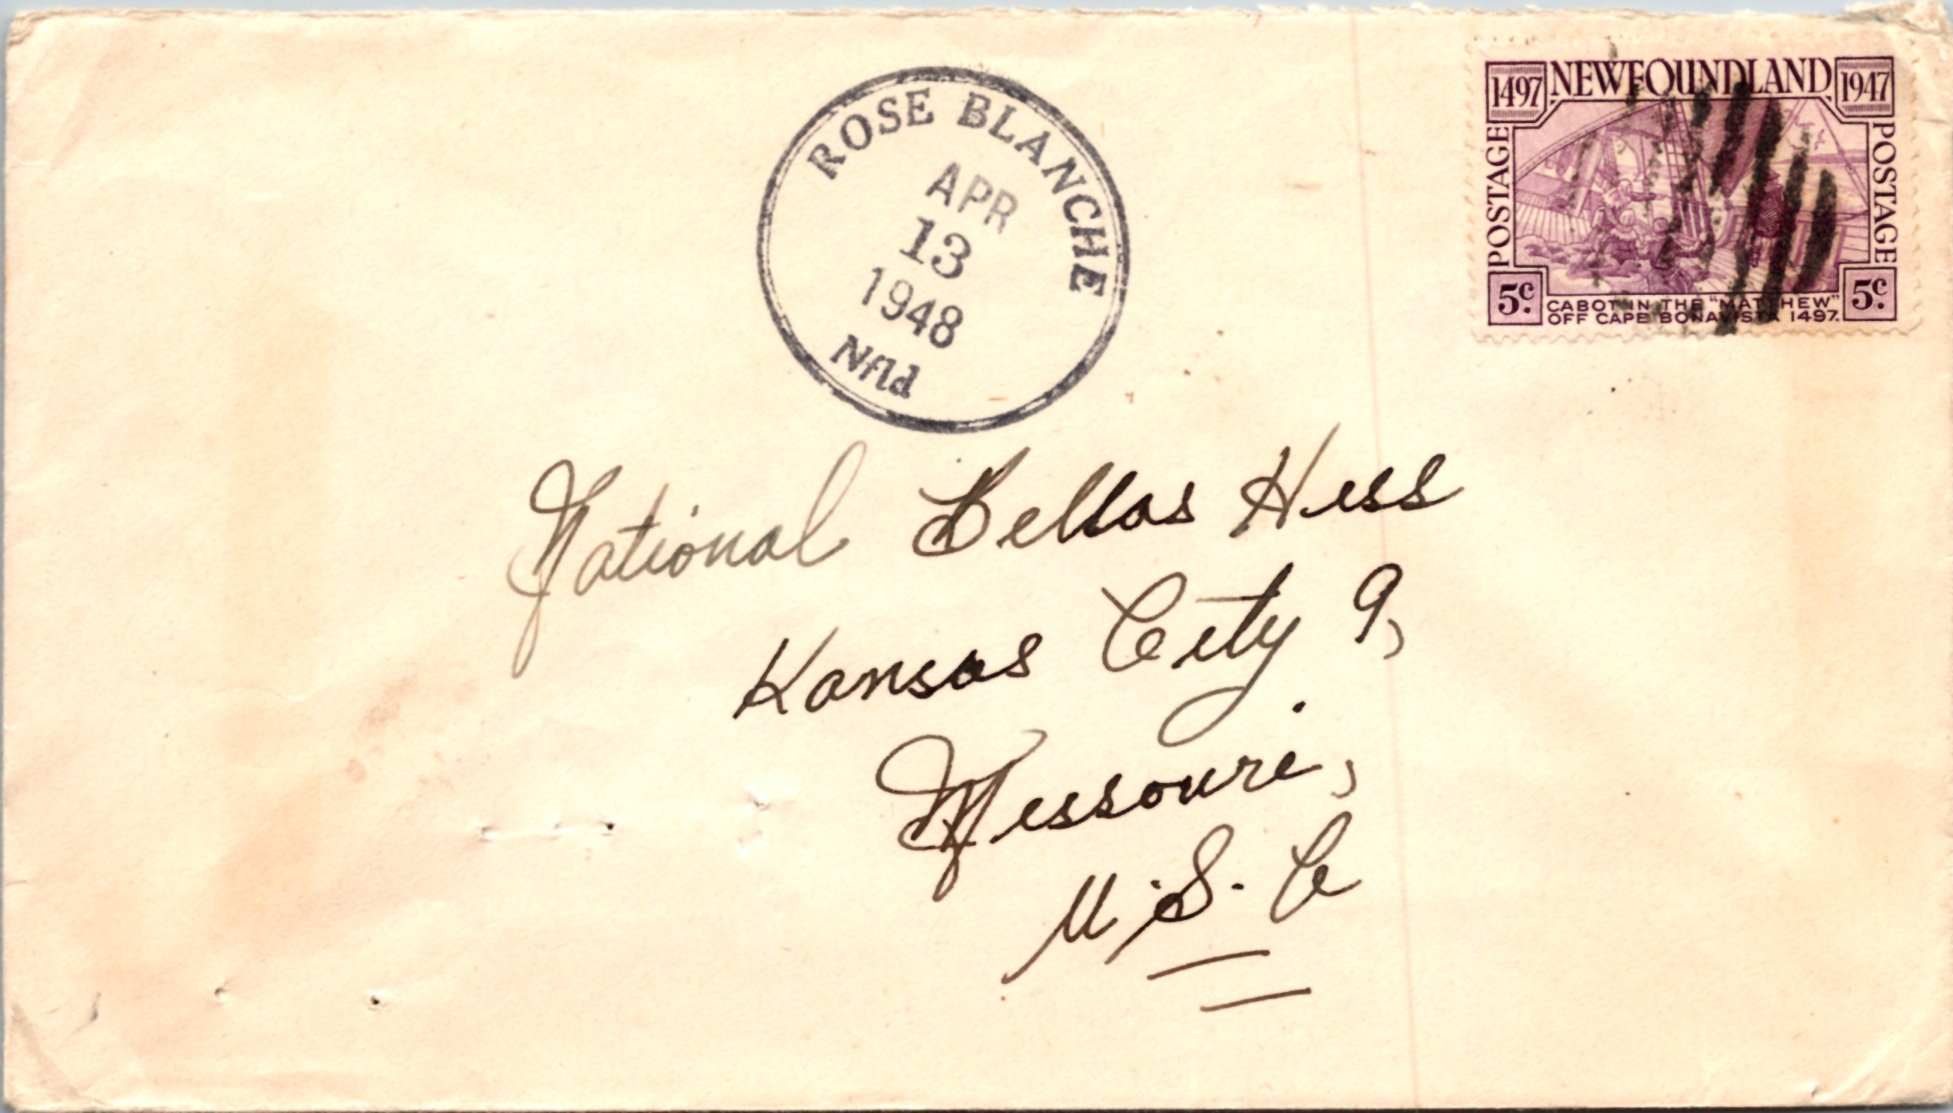 ROSE BLANCHE
APR
13
1948
Nfld
1497 NEWFOUNDLAND 1947
POSTAGE POSTAGE
5c. CABOT IN THE "MATTHEW" 5c.
OFF CAPE BONAVISTA 1497.
National Bellas Hess
Kansas City 9,
Missouri,
U.S.A